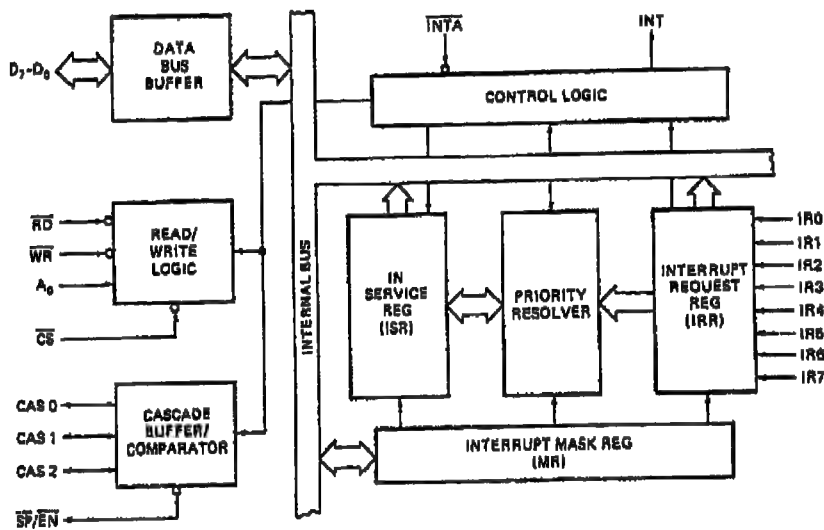 INTA
INT
DATA
BUS
BUFFER
D7-D0
CONTROL LOGIC
RD
WR
A0
CS
READ/
WRITE
LOGIC
INTERNAL BUS
IN
SERVICE
REG
(ISR)
PRIORITY
RESOLVER
INTERRUPT
REQUEST
REG
(IRR)
IR0
IR1
IR2
IR3
IR4
IR5
IR6
IR7
CAS 0
CAS 1
CAS 2
SP/EN
CASCADE
BUFFER/
COMPARATOR
INTERRUPT MASK REG
(MR)